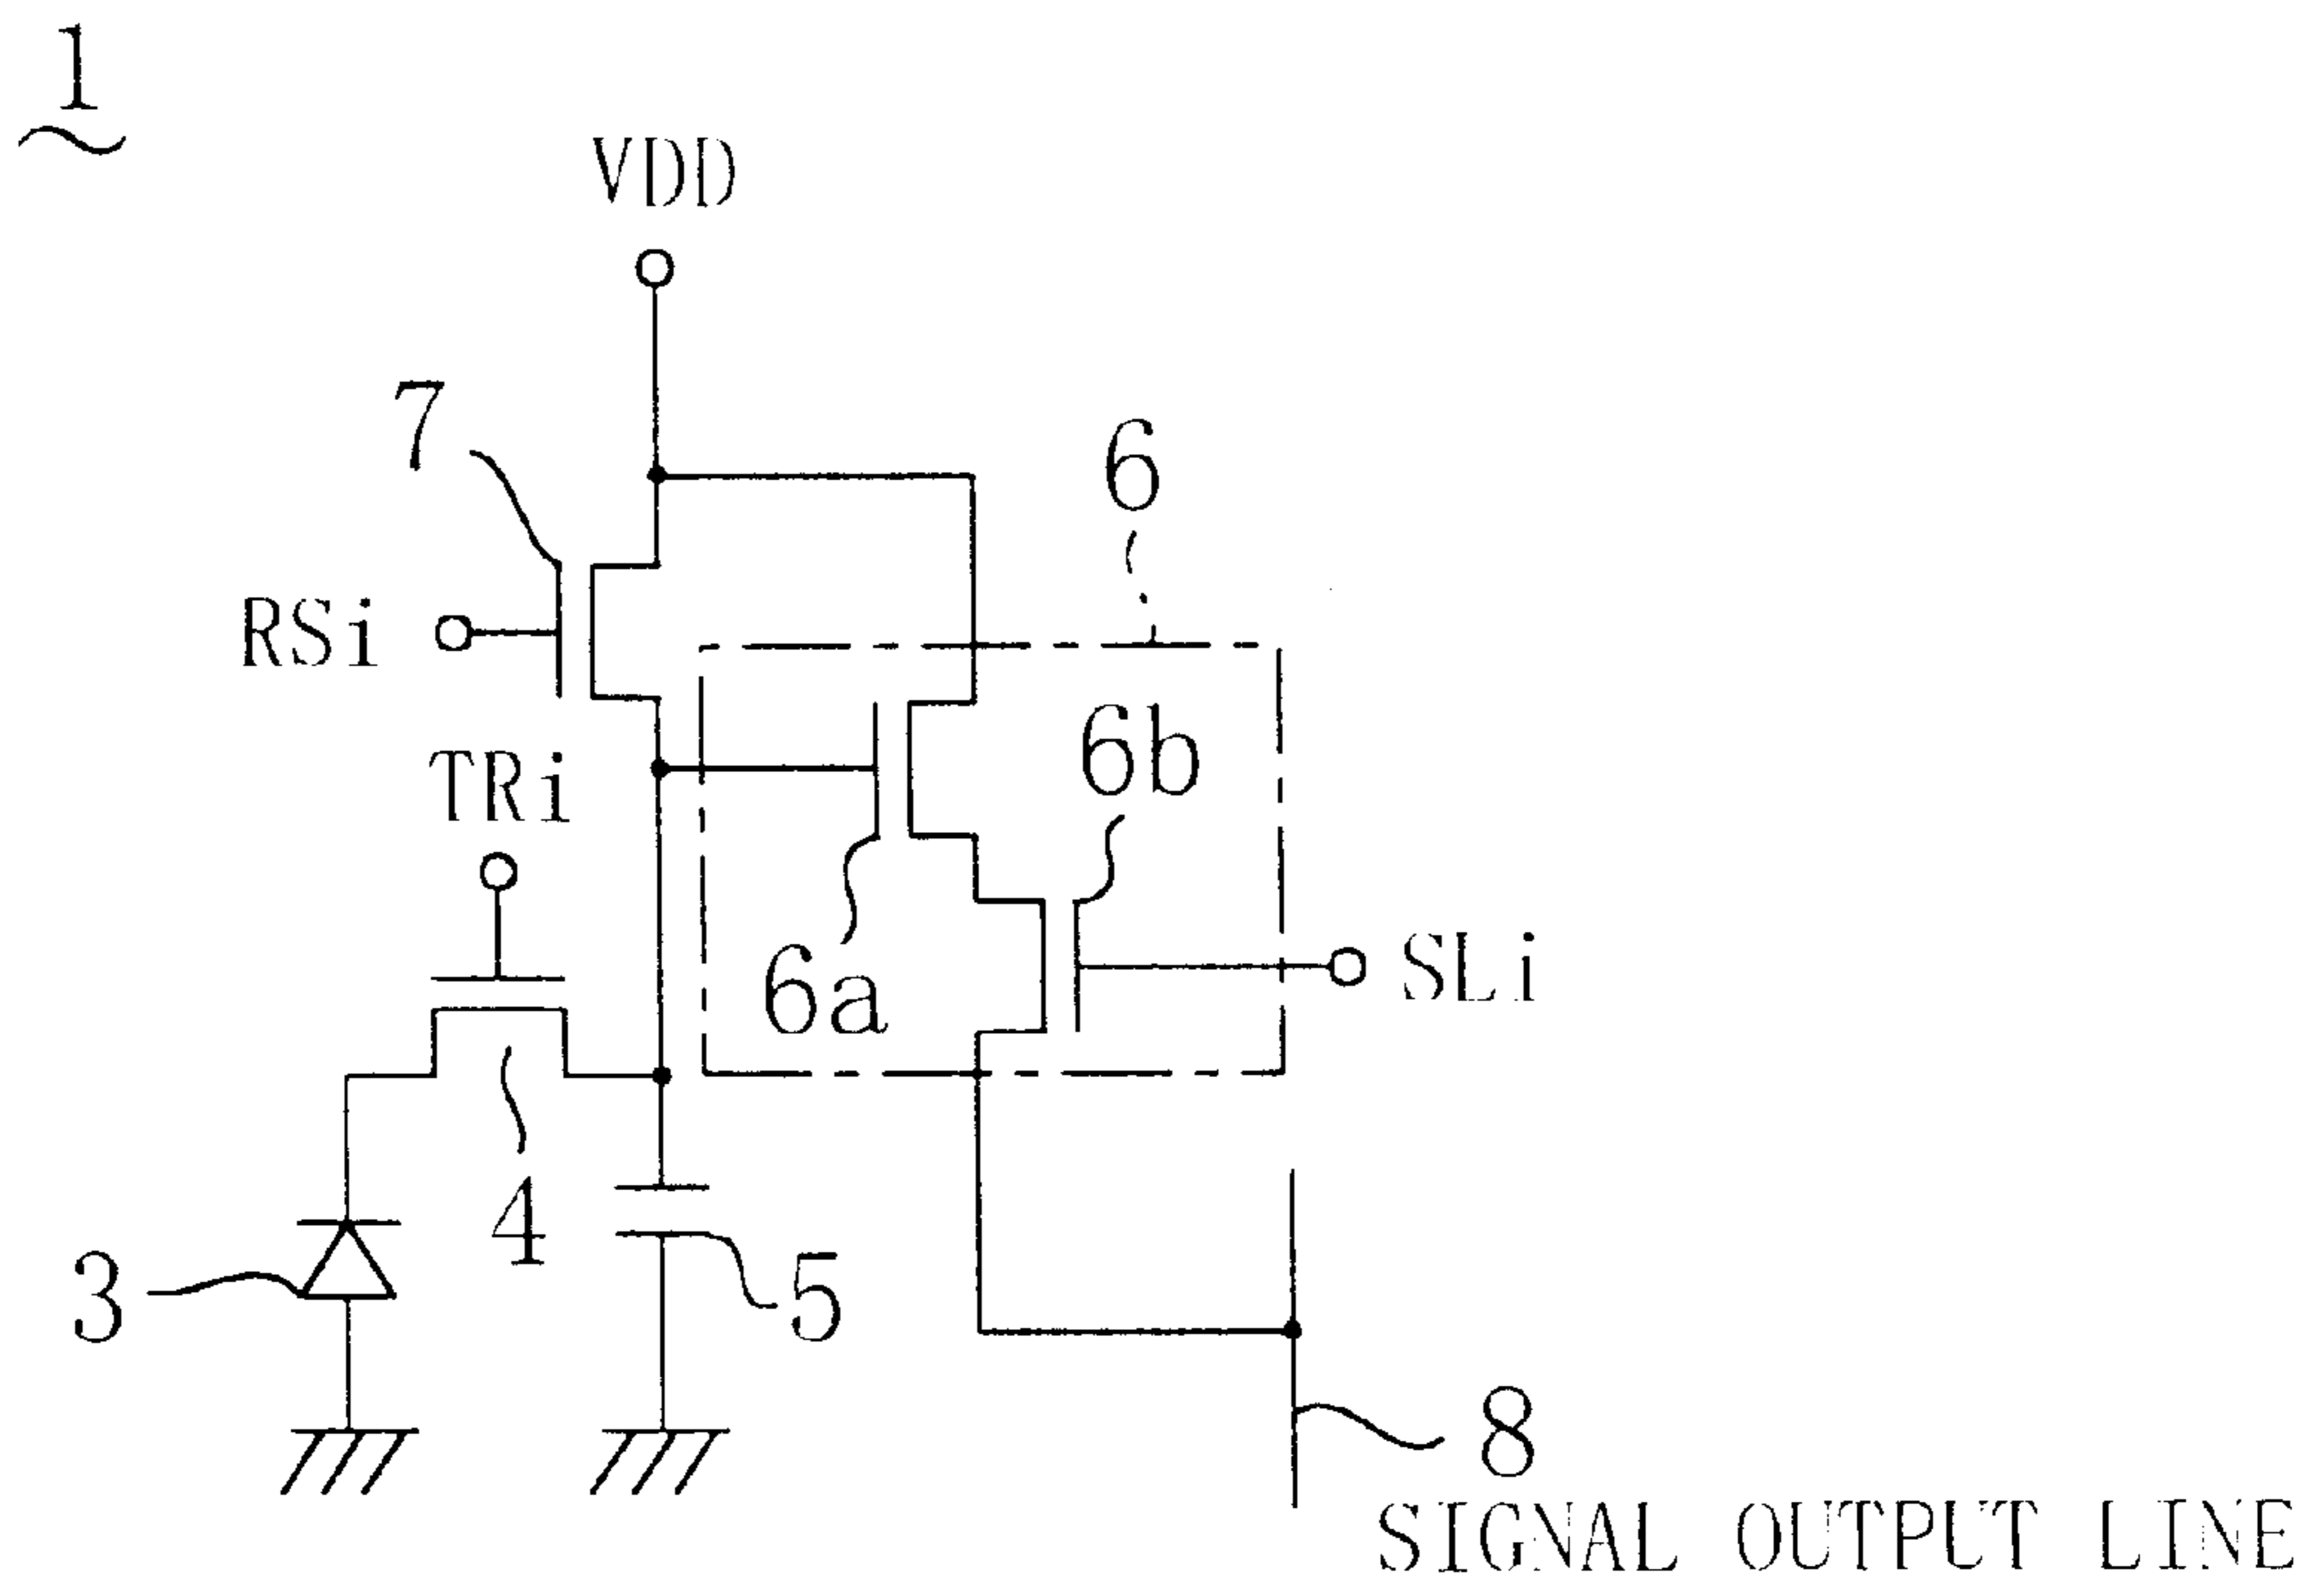 1
VDD
7
6
RSi
6b
TRi
6a
SLi
4
3
5
8
SIGNAL OUTPUT LINE